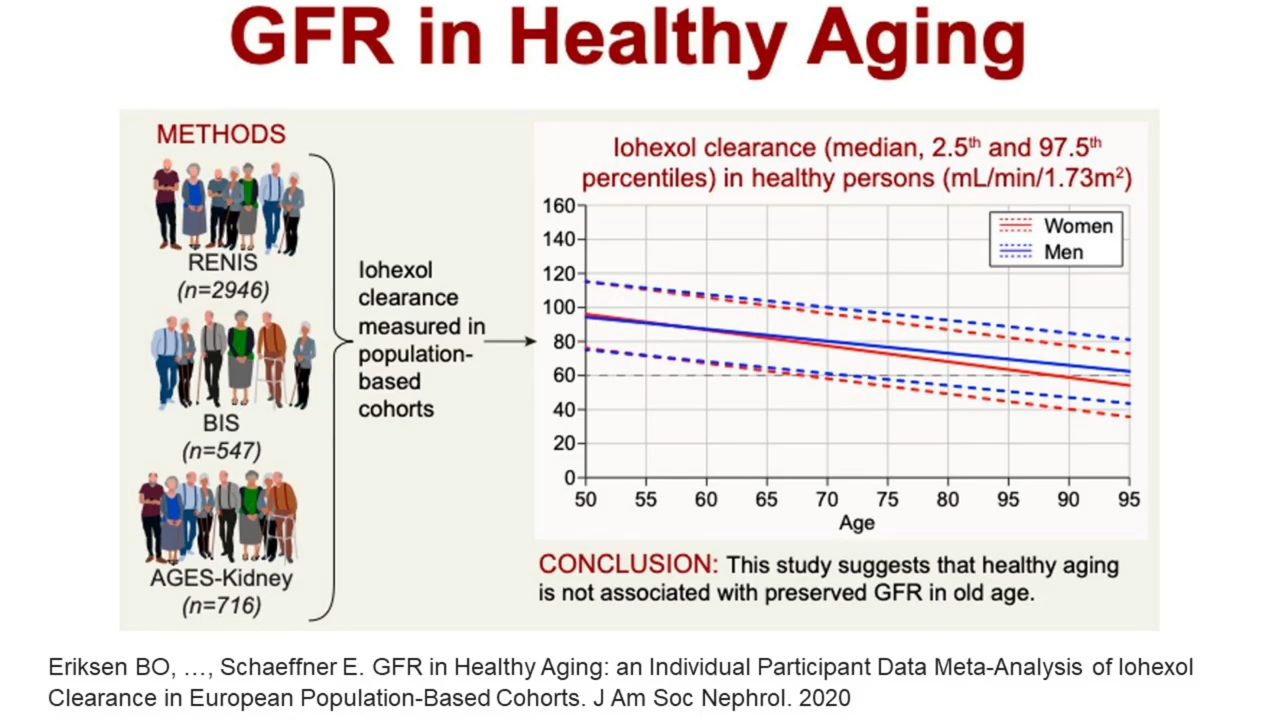 GFR in Healthy Aging
METHODS
RENIS
(n=2946)
BIS
(n=547)
AGES-Kidney
(n=716)
Iohexol
clearance
measured in
population-
based
cohorts
Iohexol clearance (median, 2.5th and 97.5th
percentiles) in healthy persons (mL/min/1.73m²)
160
140
120
100
80
60
40
20
0
Women
Men
50 55 60 65 70 75 80 95 90 95
Age
CONCLUSION: This study suggests that healthy aging
is not associated with preserved GFR in old age.
Eriksen BO, …, Schaeffner E. GFR in Healthy Aging: an Individual Participant Data Meta-Analysis of Iohexol
Clearance in European Population-Based Cohorts. J Am Soc Nephrol. 2020